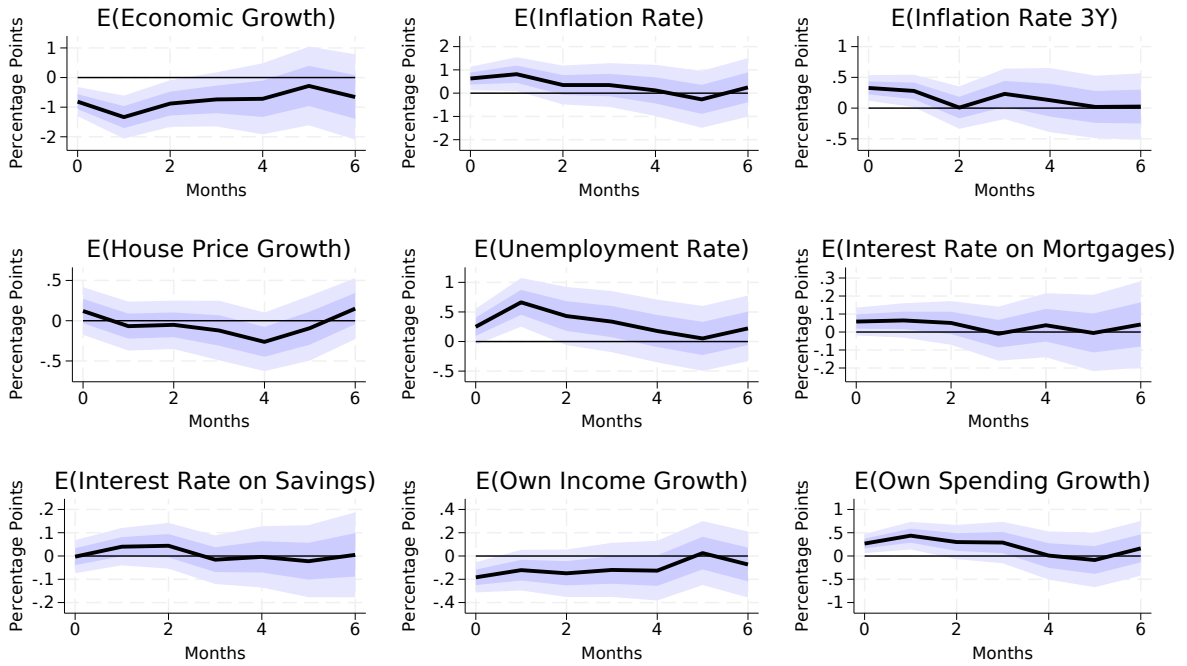 E(Economic Growth)
Percentage Points
1
0
-1
-2
0
2
4
6
Months
E(Inflation Rate)
Percentage Points
2
1
0
-1
-2
0
2
4
6
Months
E(Inflation Rate 3Y)
Percentage Points
1
.5
0
-.5
0
2
4
6
Months
E(House Price Growth)
Percentage Points
.5
0
-.5
0
2
4
6
Months
E(Unemployment Rate)
Percentage Points
1
.5
0
-.5
0
2
4
6
Months
E(Interest Rate on Mortgages)
Percentage Points
.3
.2
.1
0
-.1
-.2
0
2
4
6
Months
E(Interest Rate on Savings)
Percentage Points
.2
.1
0
-.1
-.2
0
2
4
6
Months
E(Own Income Growth)
Percentage Points
.4
.2
0
-.2
-.4
0
2
4
6
Months
E(Own Spending Growth)
Percentage Points
1
.5
0
-.5
-1
0
2
4
6
Months